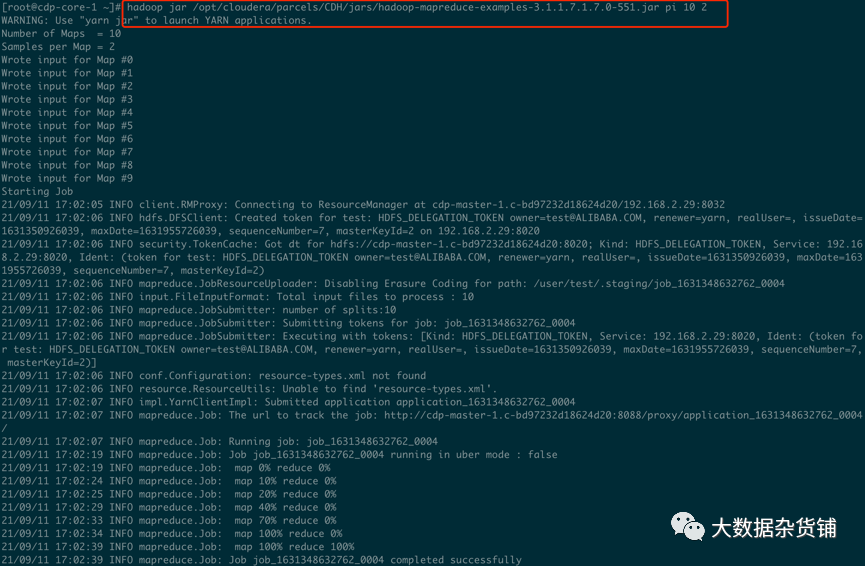 [root@cdp-core-1 ~]# hadoop jar /opt/cloudera/parcels/CDH/jars/hadoop-mapreduce-examples-3.1.1.7.1.7.0-551.jar pi 10 2
WARNING: Use "yarn jar" to launch YARN applications.
Number of Maps  = 10
Samples per Map = 2
Wrote input for Map #0
Wrote input for Map #1
Wrote input for Map #2
Wrote input for Map #3
Wrote input for Map #4
Wrote input for Map #5
Wrote input for Map #6
Wrote input for Map #7
Wrote input for Map #8
Wrote input for Map #9
Starting Job
21/09/11 17:02:05 INFO client.RMProxy: Connecting to ResourceManager at cdp-master-1.c-bd97232d18624d20/192.168.2.29:8032
21/09/11 17:02:06 INFO hdfs.DFSClient: Created token for test: HDFS_DELEGATION_TOKEN owner=test@ALIBABA.COM, renewer=yarn, realUser=, issueDate=
1631350926039, maxDate=1631955726039, sequenceNumber=7, masterKeyId=2 on 192.168.2.29:8020
21/09/11 17:02:06 INFO security.TokenCache: Got dt for hdfs://cdp-master-1.c-bd97232d18624d20:8020; Kind: HDFS_DELEGATION_TOKEN, Service: 192.16
8.2.29:8020, Ident: (token for test: HDFS_DELEGATION_TOKEN owner=test@ALIBABA.COM, renewer=yarn, realUser=, issueDate=1631350926039, maxDate=163
1955726039, sequenceNumber=7, masterKeyId=2)
21/09/11 17:02:06 INFO mapreduce.JobResourceUploader: Disabling Erasure Coding for path: /user/test/.staging/job_1631348632762_0004
21/09/11 17:02:06 INFO input.FileInputFormat: Total input files to process : 10
21/09/11 17:02:06 INFO mapreduce.JobSubmitter: number of splits:10
21/09/11 17:02:06 INFO mapreduce.JobSubmitter: Submitting tokens for job: job_1631348632762_0004
21/09/11 17:02:06 INFO mapreduce.JobSubmitter: Executing with tokens: [Kind: HDFS_DELEGATION_TOKEN, Service: 192.168.2.29:8020, Ident: (token fo
r test: HDFS_DELEGATION_TOKEN owner=test@ALIBABA.COM, renewer=yarn, realUser=, issueDate=1631350926039, maxDate=1631955726039, sequenceNumber=7,
 masterKeyId=2)]
21/09/11 17:02:06 INFO conf.Configuration: resource-types.xml not found
21/09/11 17:02:06 INFO resource.ResourceUtils: Unable to find 'resource-types.xml'.
21/09/11 17:02:07 INFO impl.YarnClientImpl: Submitted application application_1631348632762_0004
21/09/11 17:02:07 INFO mapreduce.Job: The url to track the job: http://cdp-master-1.c-bd97232d18624d20:8088/proxy/application_1631348632762_0004
/
21/09/11 17:02:07 INFO mapreduce.Job: Running job: job_1631348632762_0004
21/09/11 17:02:19 INFO mapreduce.Job: Job job_1631348632762_0004 running in uber mode : false
21/09/11 17:02:19 INFO mapreduce.Job:  map 0% reduce 0%
21/09/11 17:02:24 INFO mapreduce.Job:  map 10% reduce 0%
21/09/11 17:02:25 INFO mapreduce.Job:  map 20% reduce 0%
21/09/11 17:02:29 INFO mapreduce.Job:  map 40% reduce 0%
21/09/11 17:02:33 INFO mapreduce.Job:  map 70% reduce 0%
21/09/11 17:02:34 INFO mapreduce.Job:  map 100% reduce 0%
21/09/11 17:02:39 INFO mapreduce.Job:  map 100% reduce 100%
21/09/11 17:02:39 INFO mapreduce.Job: Job job_1631348632762_0004 completed successfully
大数据杂货铺